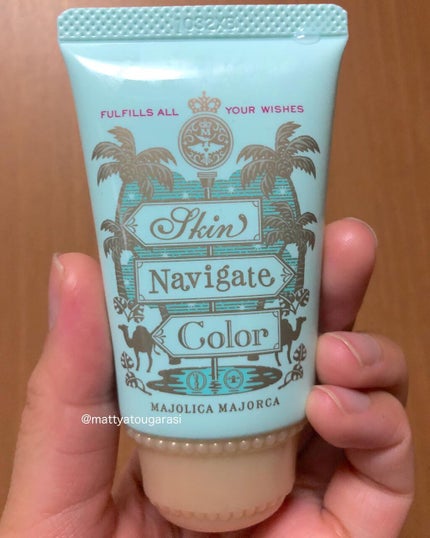 FULFILLS ALL YOUR WISHES
M
Skin
Navigate
Color
@mattyatougarasi
MAJOLICA MAJORCA